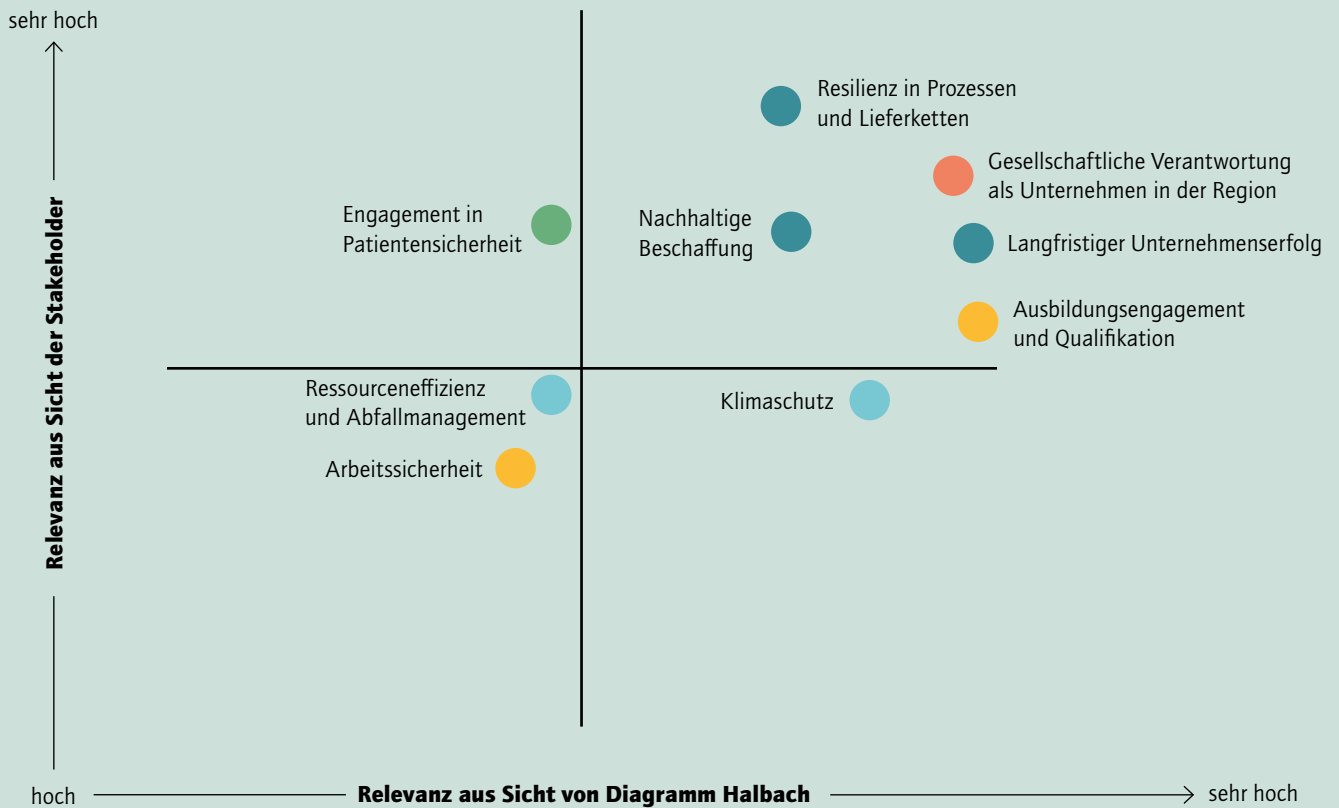 sehr hoch
Resilienz in Prozessen
und Lieferketten
Gesellschaftliche Verantwortung
als Unternehmen in der Region
Engagement in
Patientensicherheit
Nachhaltige
Beschaffung
Langfristiger Unternehmenserfolg
Ausbildungsengagement
und Qualifikation
Relevanz aus Sicht der Stakeholder
Ressourceneffizienz
und Abfallmanagement
Klimaschutz
Arbeitssicherheit
hoch
Relevanz aus Sicht von Diagramm Halbach
sehr hoch